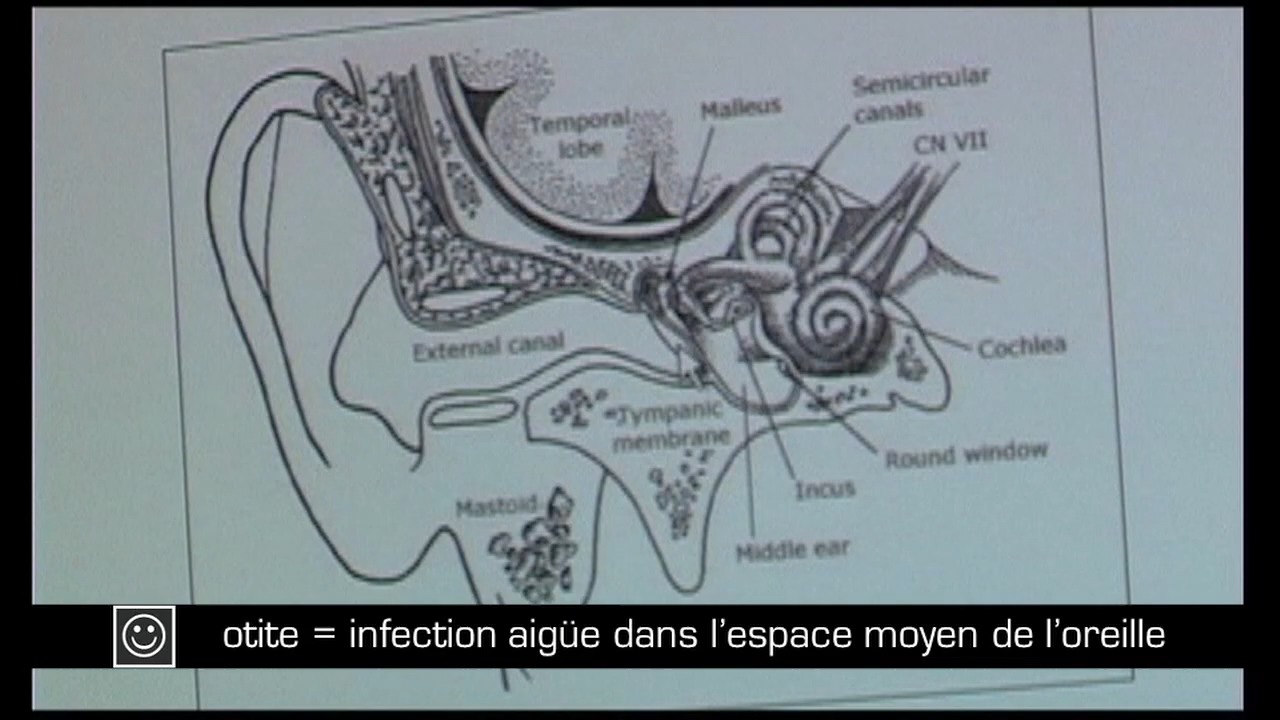 Semicircular
canals
Malleus
Temporal
lobe
CN VII
External canal
Cochlea
Tympanic
membrane
Round window
Incus
Mastoid
Middle ear
otite = infection aigüe dans l'espace moyen de l'oreille